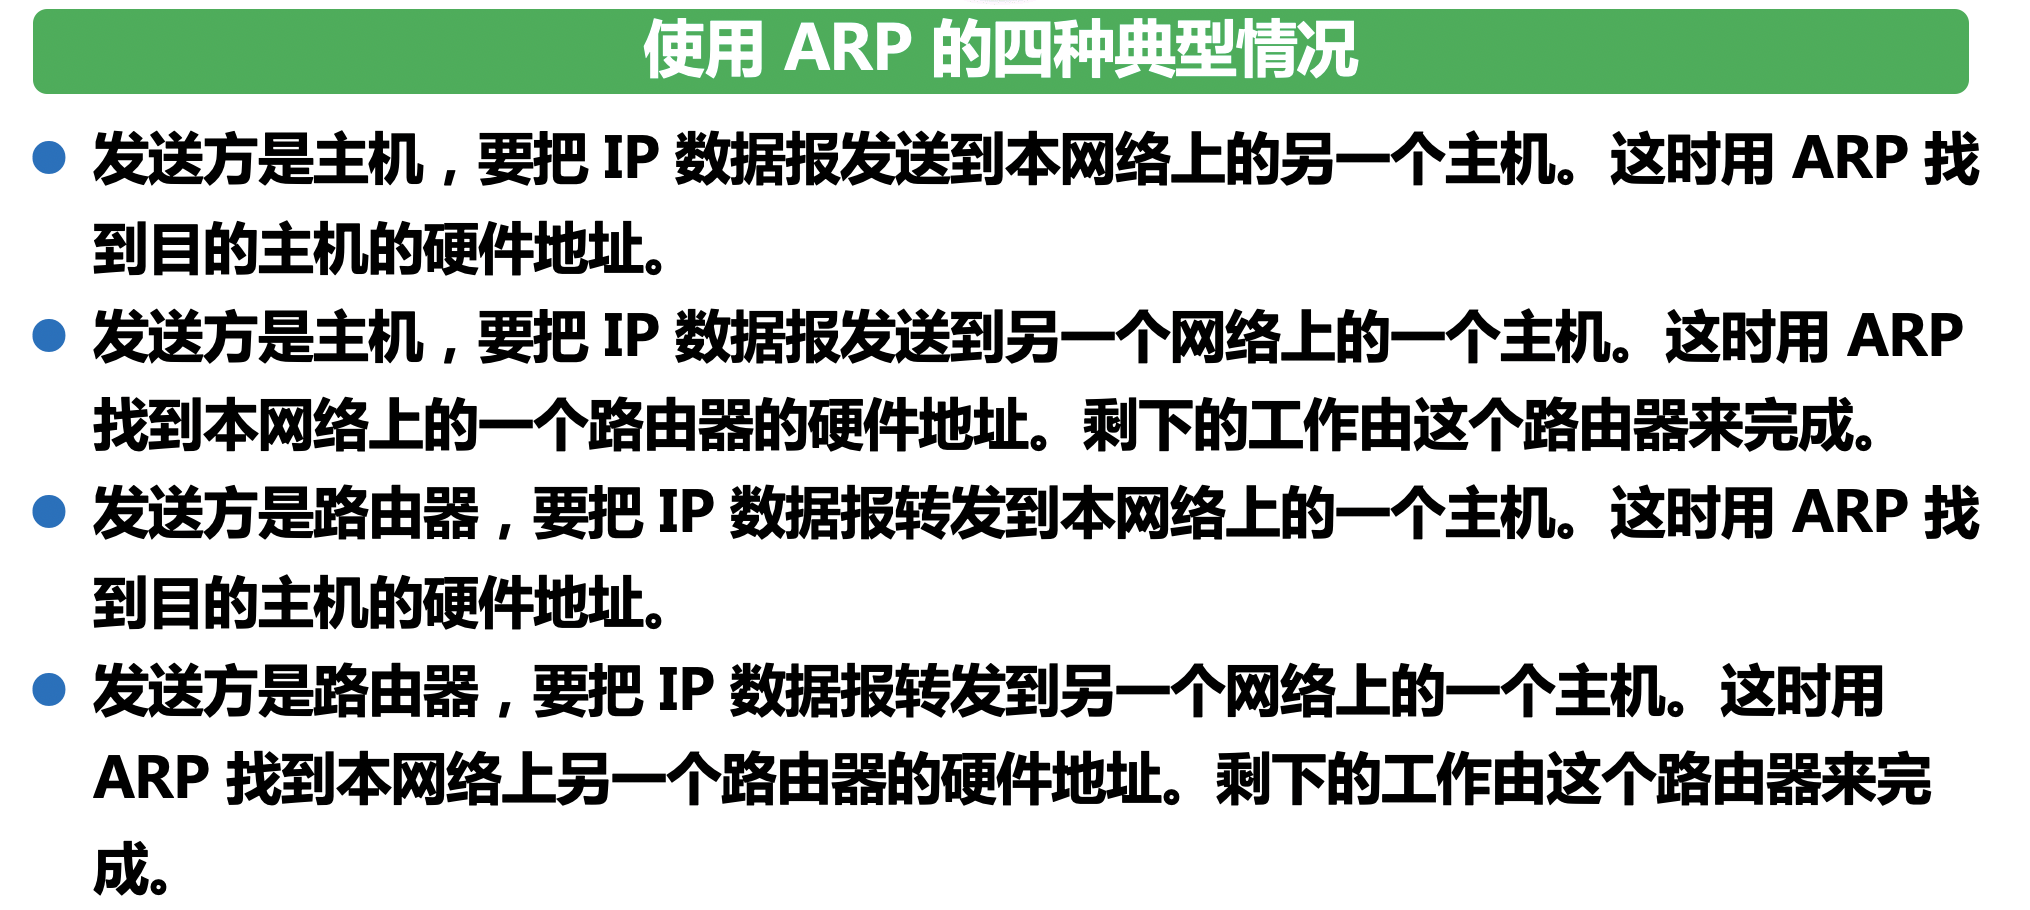 使用 ARP 的四种典型情况
发送方是主机，要把 IP 数据报发送到本网络上的另一个主机。这时用 ARP 找
到目的主机的硬件地址。
发送方是主机，要把 IP 数据报发送到另一个网络上的一个主机。这时用 ARP
找到本网络上的一个路由器的硬件地址。剩下的工作由这个路由器来完成。
发送方是路由器，要把 IP 数据报转发到本网络上的一个主机。这时用 ARP 找
到目的主机的硬件地址。
发送方是路由器，要把 IP 数据报转发到另一个网络上的一个主机。这时用
ARP 找到本网络上另一个路由器的硬件地址。剩下的工作由这个路由器来完
成。